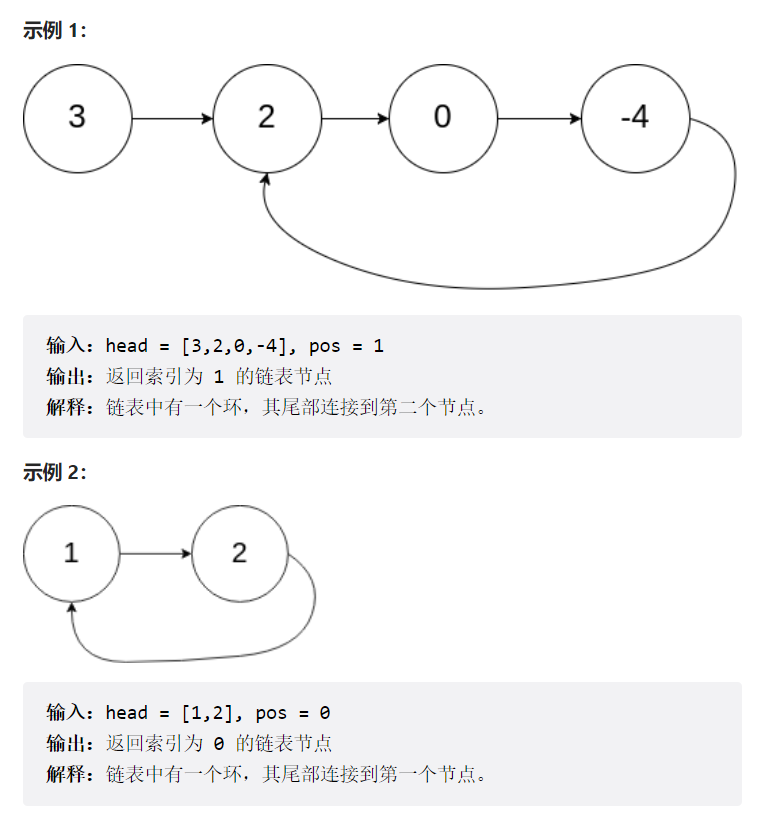 示例 1：
3
2
0
-4
输入：head = [3,2,0,-4], pos = 1
输出：返回索引为 1 的链表节点
解释：链表中有一个环，其尾部连接到第二个节点。
示例 2：
1
2
输入：head = [1,2], pos = 0
输出：返回索引为 0 的链表节点
解释：链表中有一个环，其尾部连接到第一个节点。